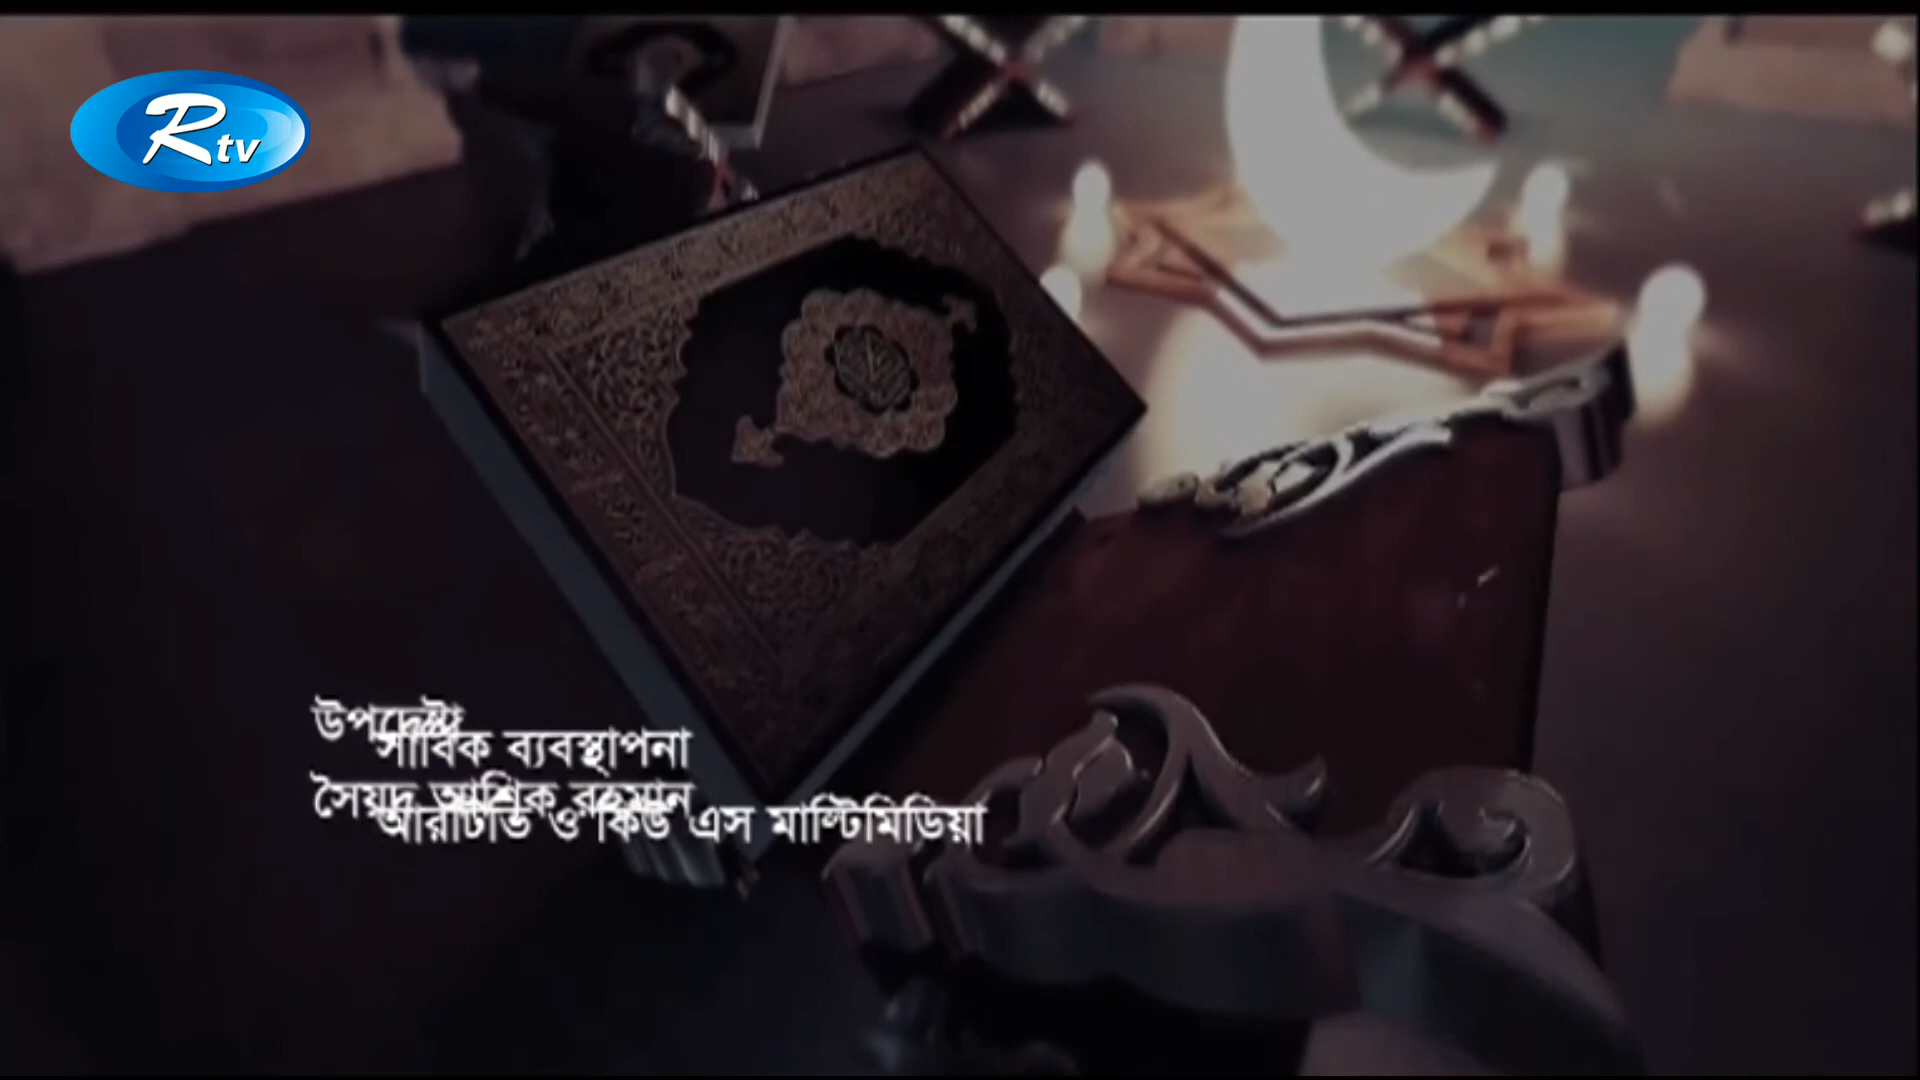 Rtv
উপদেষ্টা
সার্বিক ব্যবস্থাপনা
সৈয়দ আশিক রহমান
আরটিভি ও কিউ এস মাল্টিমিডিয়া